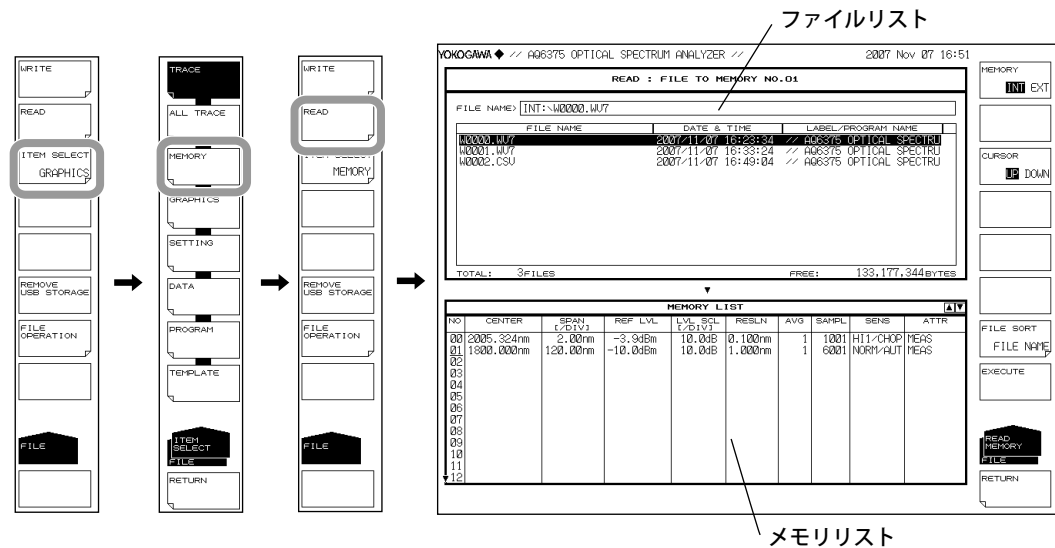 ファイルリスト
WRITE
READ
ITEM SELECT
GRAPHICS
REMOVE
USB STORAGE
FILE
OPERATION
FILE
TRACE
ALL TRACE
MEMORY
GRAPHICS
SETTING
DATA
PROGRAM
TEMPLATE
ITEM
SELECT
FILE
RETURN
WRITE
READ
ITEM SELECT
MEMORY
REMOVE
USB STORAGE
FILE
OPERATION
FILE
YOKOGAWA ◆ // AQ6375 OPTICAL SPECTRUM ANALYZER // 2007 Nov 07 16:51
READ : FILE TO MEMORY NO.01
FILE NAME> INT:\W0000.WV7
FILE NAME DATE & TIME LABEL/PROGRAM NAME
W0000.WV7 2007/11/07 16:23:34 // AQ6375 OPTICAL SPECTRU
W0001.WV7 2007/11/07 16:33:24 // AQ6375 OPTICAL SPECTRU
W0002.CSV 2007/11/07 16:49:04 // AQ6375 OPTICAL SPECTRU
TOTAL: 3FILES FREE: 133,177,344BYTES
MEMORY LIST
NO CENTER SPAN [/DIV] REF LVL LVL SCL [/DIV] RESLN AVG SAMPL SENS ATTR
00 2005.324nm 2.00nm -3.9dBm 10.0dB 0.100nm 1 1001 HI1/CHOP MEAS
01 1800.000nm 120.00nm -10.0dBm 10.0dB 1.000nm 1 6001 NORM/AUT MEAS
02
03
04
05
06
07
08
09
10
11
12
MEMORY
INT EXT
CURSOR
UP DOWN
FILE SORT
FILE NAME
EXECUTE
READ
MEMORY
FILE
RETURN
メモリリスト